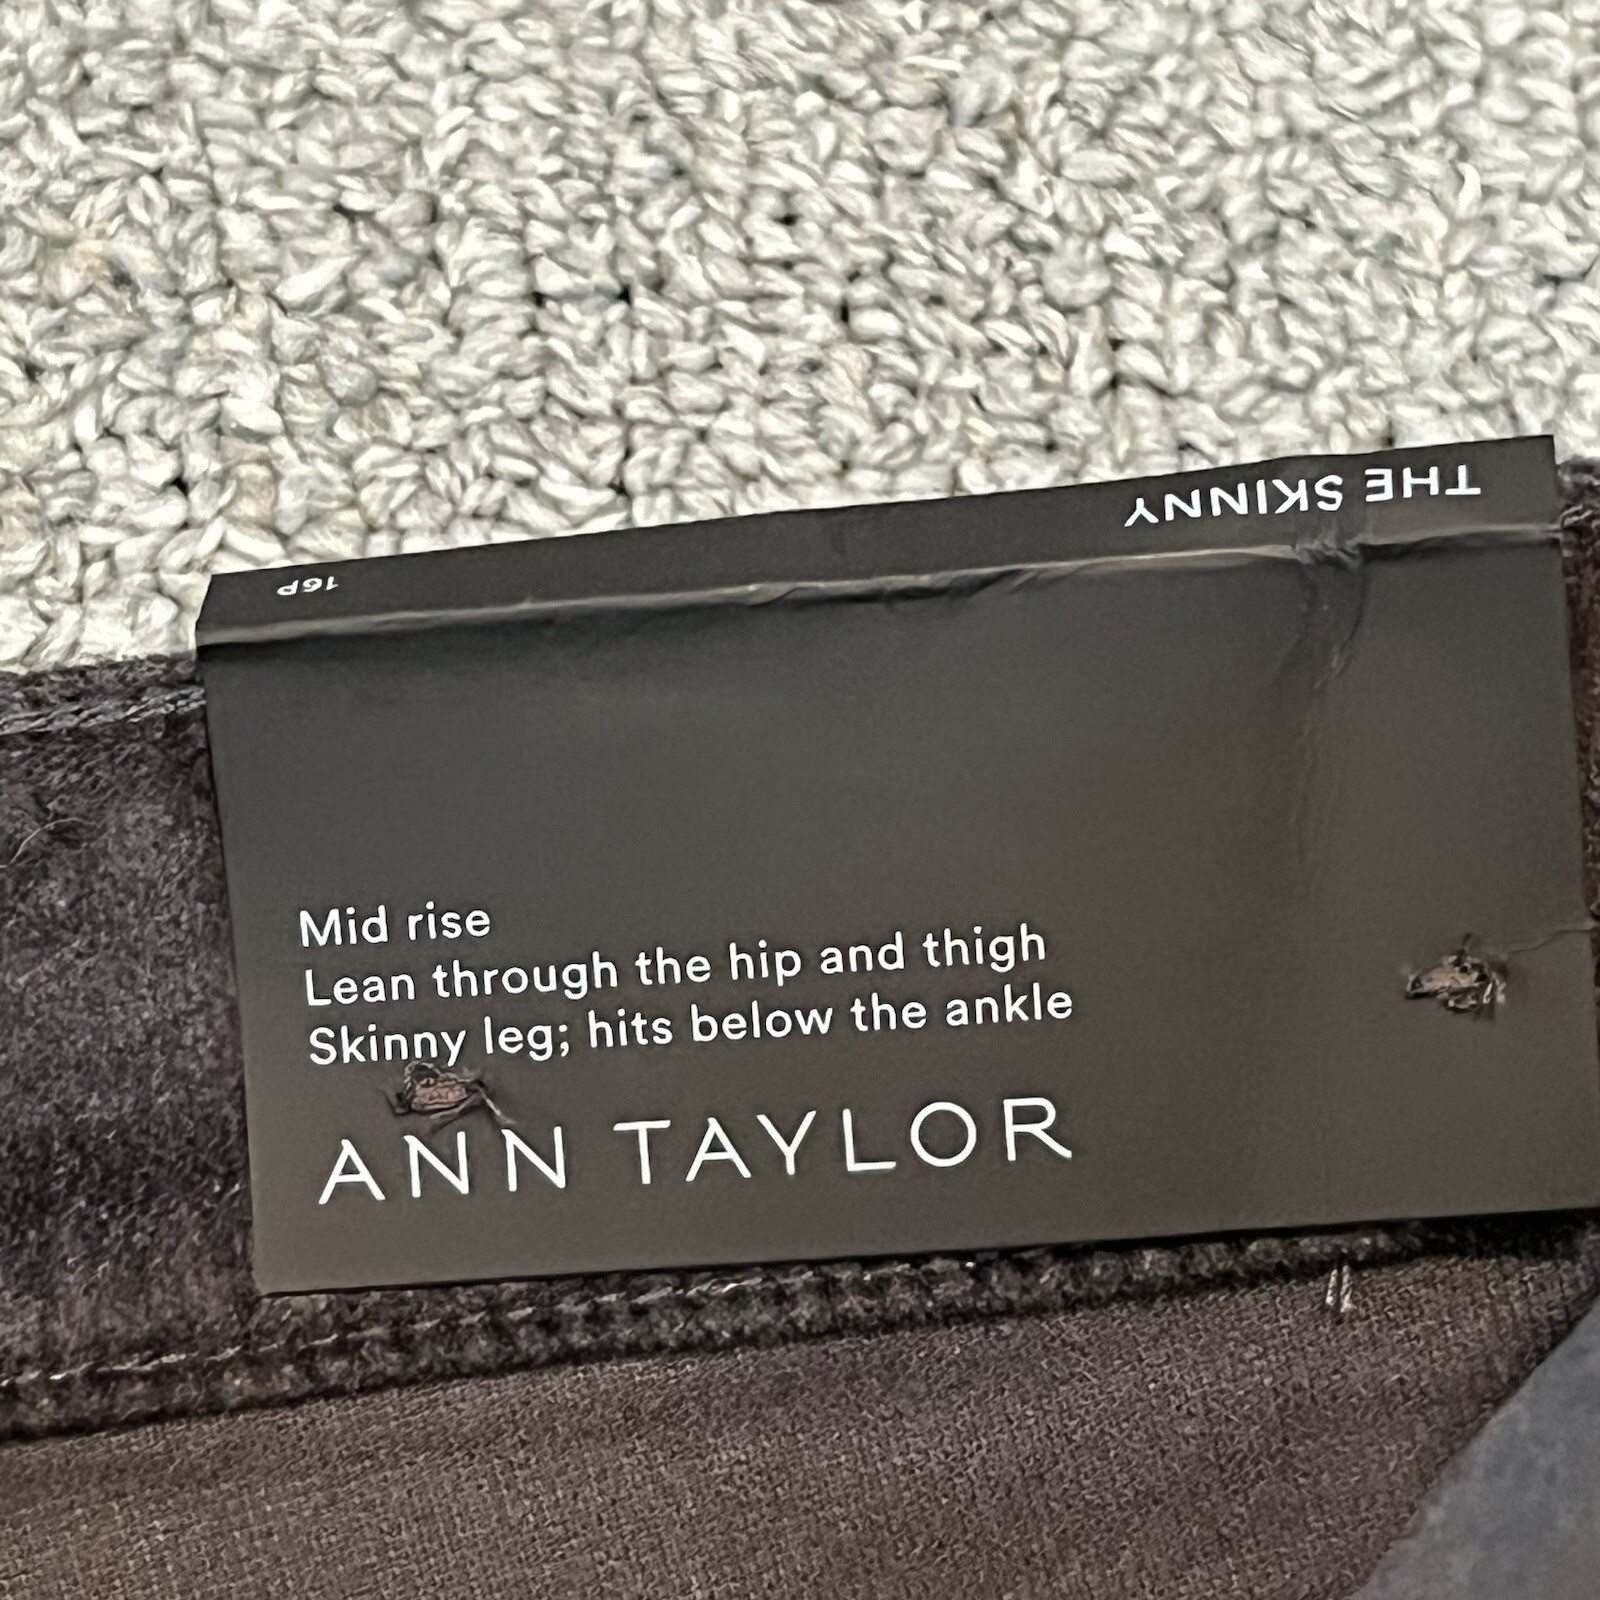 THE SKINNY
16P
Mid rise
Lean through the hip and thigh
Skinny leg; hits below the ankle
ANN TAYLOR